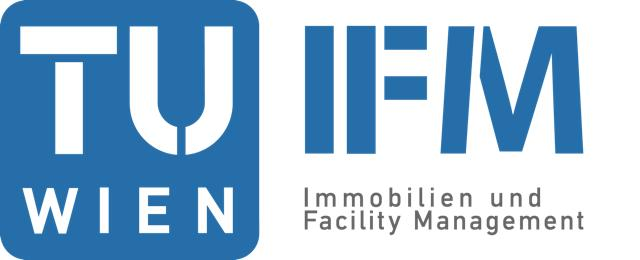 TU
WIEN
IFM
Immobilien und
Facility Management